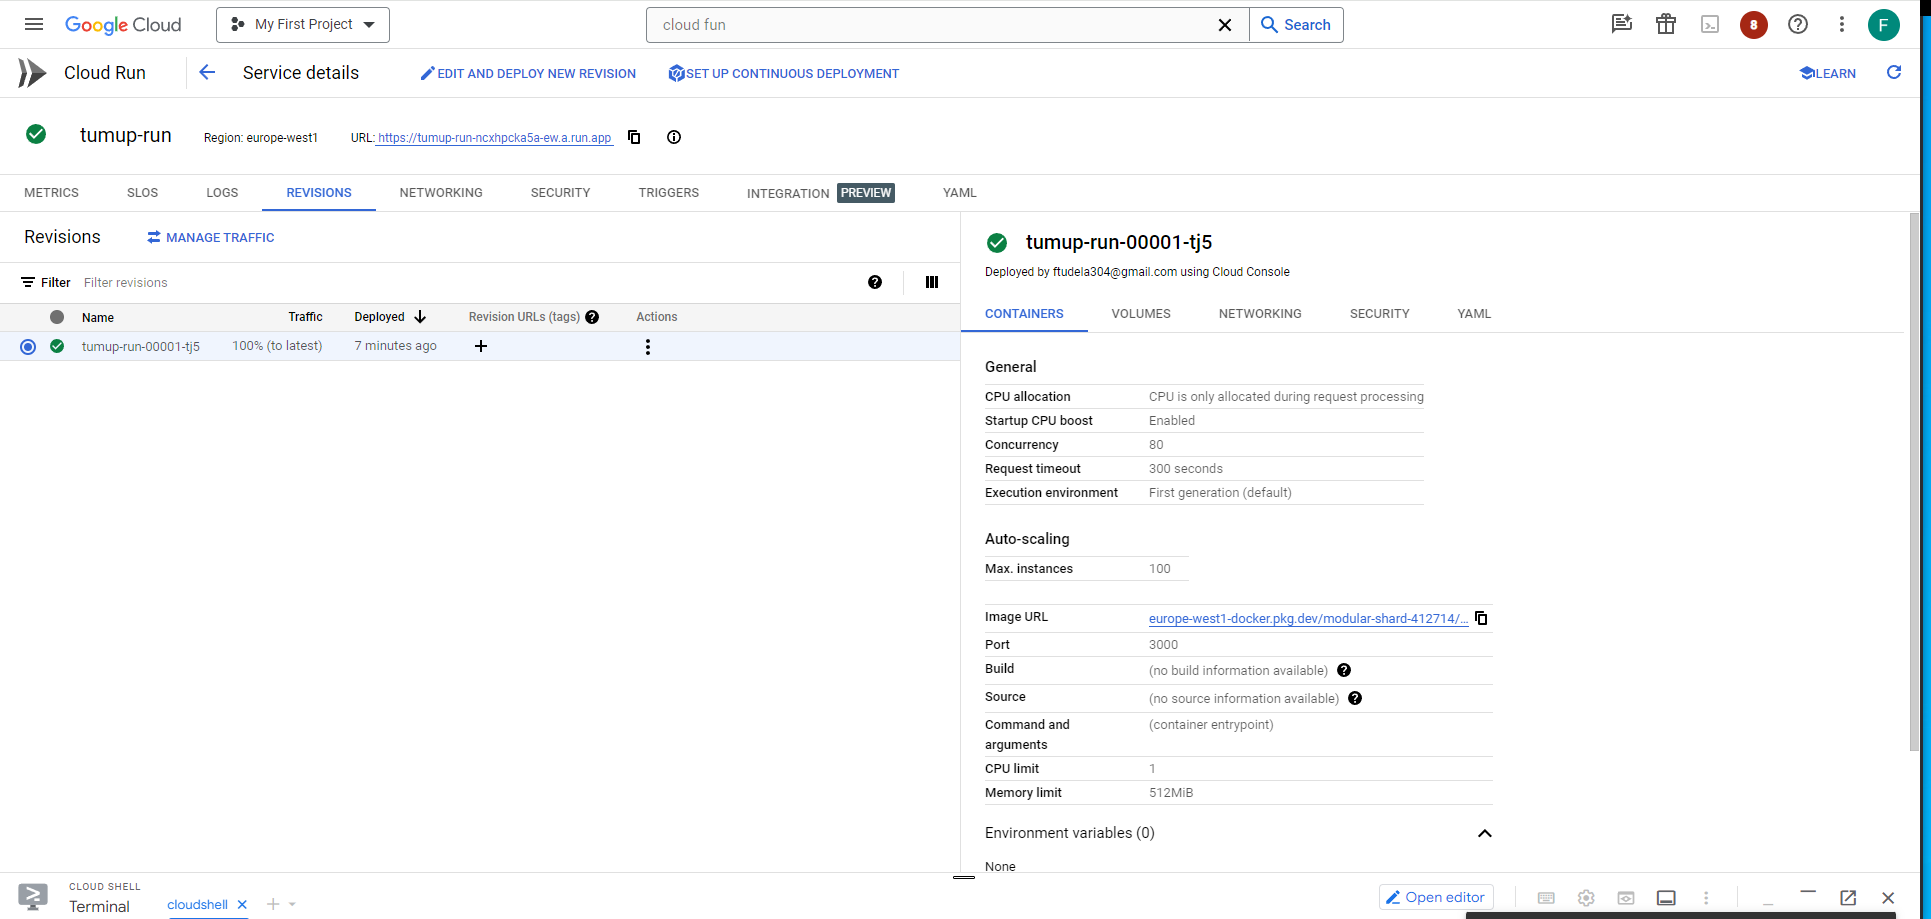 Google Cloud
My First Project
cloud fun
Search
8
F
Cloud Run
Service details
EDIT AND DEPLOY NEW REVISION
SET UP CONTINUOUS DEPLOYMENT
LEARN
tumup-run
Region: europe-west1
URL: https://tumup-run-ncxhpcka5a-ew.a.run.app
METRICS
SLOS
LOGS
REVISIONS
NETWORKING
SECURITY
TRIGGERS
INTEGRATION PREVIEW
YAML
Revisions
MANAGE TRAFFIC
Filter Filter revisions
Name Traffic Deployed Revision URLs (tags) Actions
tumup-run-00001-tj5 100% (to latest) 7 minutes ago
tumup-run-00001-tj5
Deployed by ftudela304@gmail.com using Cloud Console
CONTAINERS
VOLUMES
NETWORKING
SECURITY
YAML
General
CPU allocation CPU is only allocated during request processing
Startup CPU boost Enabled
Concurrency 80
Request timeout 300 seconds
Execution environment First generation (default)
Auto-scaling
Max. instances 100
Image URL europe-west1-docker.pkg.dev/modular-shard-412714/...
Port 3000
Build (no build information available)
Source (no source information available)
Command and arguments (container entrypoint)
CPU limit 1
Memory limit 512MiB
Environment variables (0)
None
CLOUD SHELL
Terminal
cloudshell
Open editor